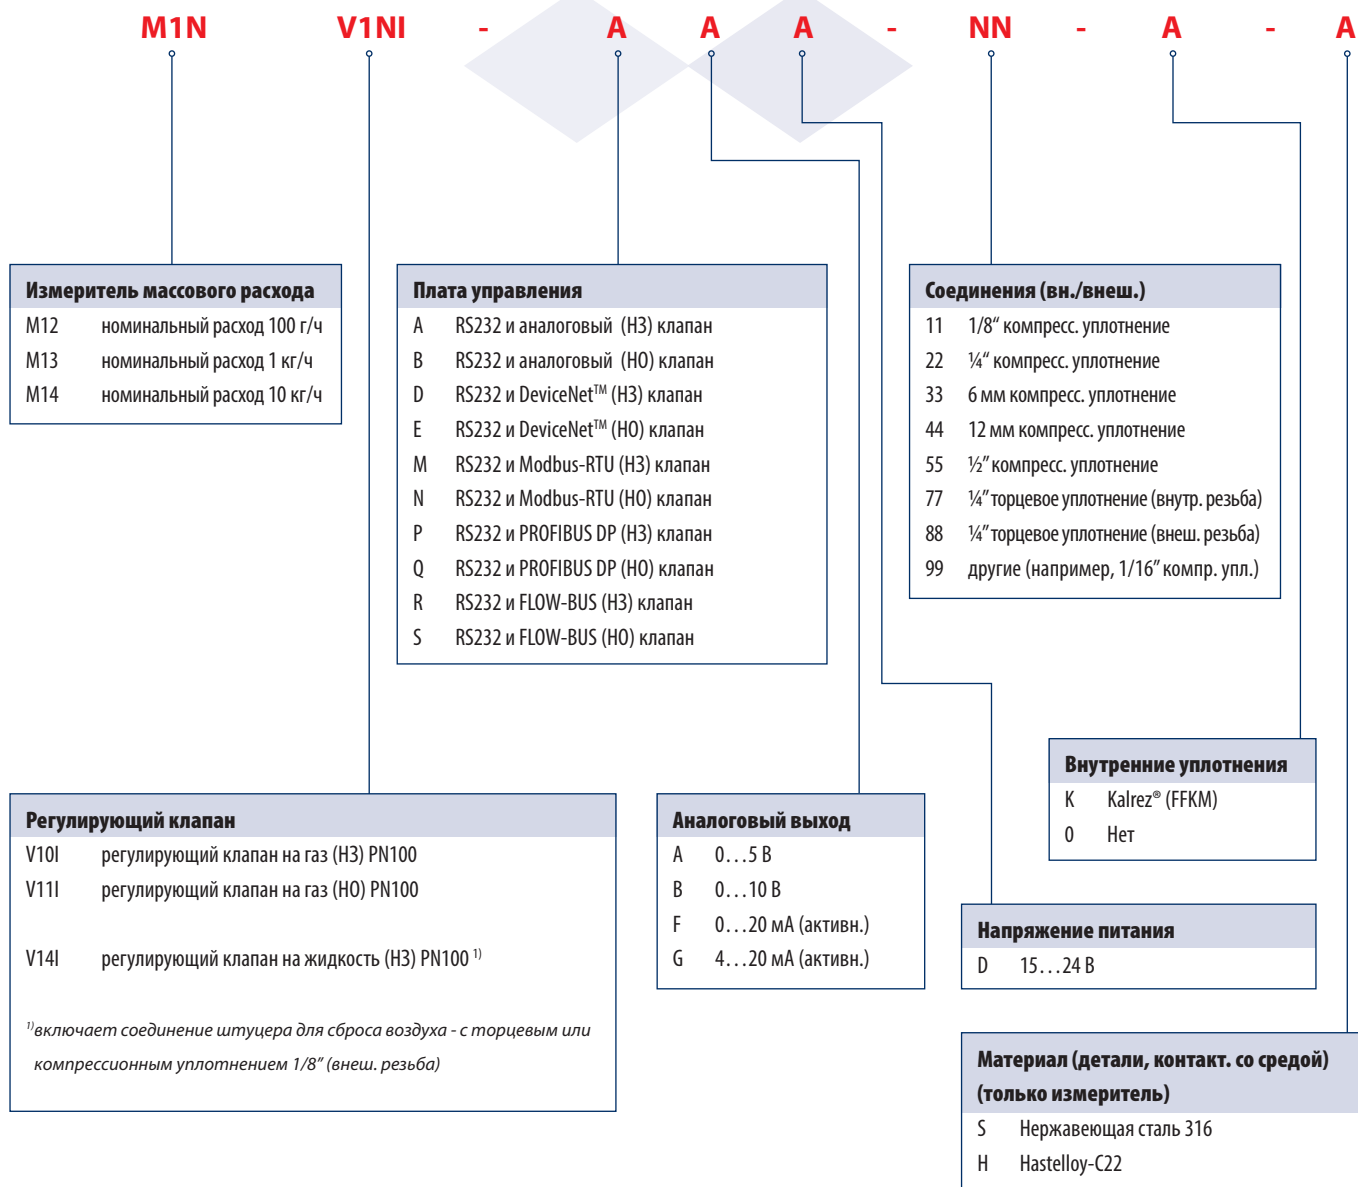 M1N V1NI - A A A - NN - A - A
Измеритель массового расхода
M12 номинальный расход 100 г/ч
M13 номинальный расход 1 кг/ч
M14 номинальный расход 10 кг/ч
Плата управления
A RS232 и аналоговый (НЗ) клапан
B RS232 и аналоговый (НО) клапан
D RS232 и DeviceNet™ (НЗ) клапан
E RS232 и DeviceNet™ (НО) клапан
M RS232 и Modbus-RTU (НЗ) клапан
N RS232 и Modbus-RTU (НО) клапан
P RS232 и PROFIBUS DP (НЗ) клапан
Q RS232 и PROFIBUS DP (НО) клапан
R RS232 и FLOW-BUS (НЗ) клапан
S RS232 и FLOW-BUS (НО) клапан
Соединения (вн./внеш.)
11 1/8“ компресс. уплотнение
22 ¼“ компресс. уплотнение
33 6 мм компресс. уплотнение
44 12 мм компресс. уплотнение
55 ½” компресс. уплотнение
77 ¼” торцевое уплотнение (внутр. резьба)
88 ¼” торцевое уплотнение (внеш. резьба)
99 другие (например, 1/16” компр. упл.)
Внутренние уплотнения
K Kalrez® (FFKM)
0 Нет
Регулирующий клапан
V10I регулирующий клапан на газ (НЗ) PN100
V11I регулирующий клапан на газ (НО) PN100
V14I регулирующий клапан на жидкость (НЗ) PN100 ¹⁾
¹⁾включает соединение штуцера для сброса воздуха - с торцевым или
компрессионным уплотнением 1/8” (внеш. резьба)
Аналоговый выход
A 0…5 В
B 0…10 В
F 0…20 мА (активн.)
G 4…20 мА (активн.)
Напряжение питания
D 15…24 В
Материал (детали, контакт. со средой)
(только измеритель)
S Нержавеющая сталь 316
H Hastelloy-C22